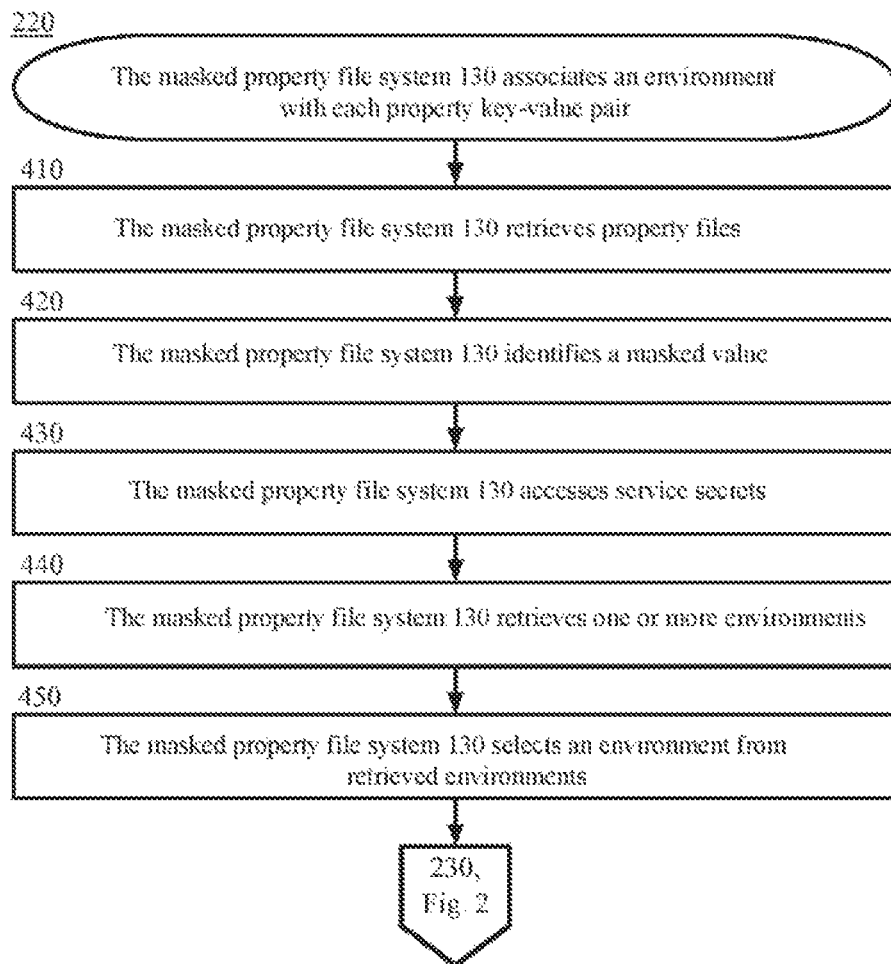 220
The masked property file system 130 associates an environment
with each property key-value pair
410
The masked property file system 130 retrieves property files
420
The masked property file system 130 identifies a masked value
430
The masked property file system 130 accesses service secrets
440
The masked property file system 130 retrieves one or more environments
450
The masked property file system 130 selects an environment from
retrieved environments
230,
Fig. 2